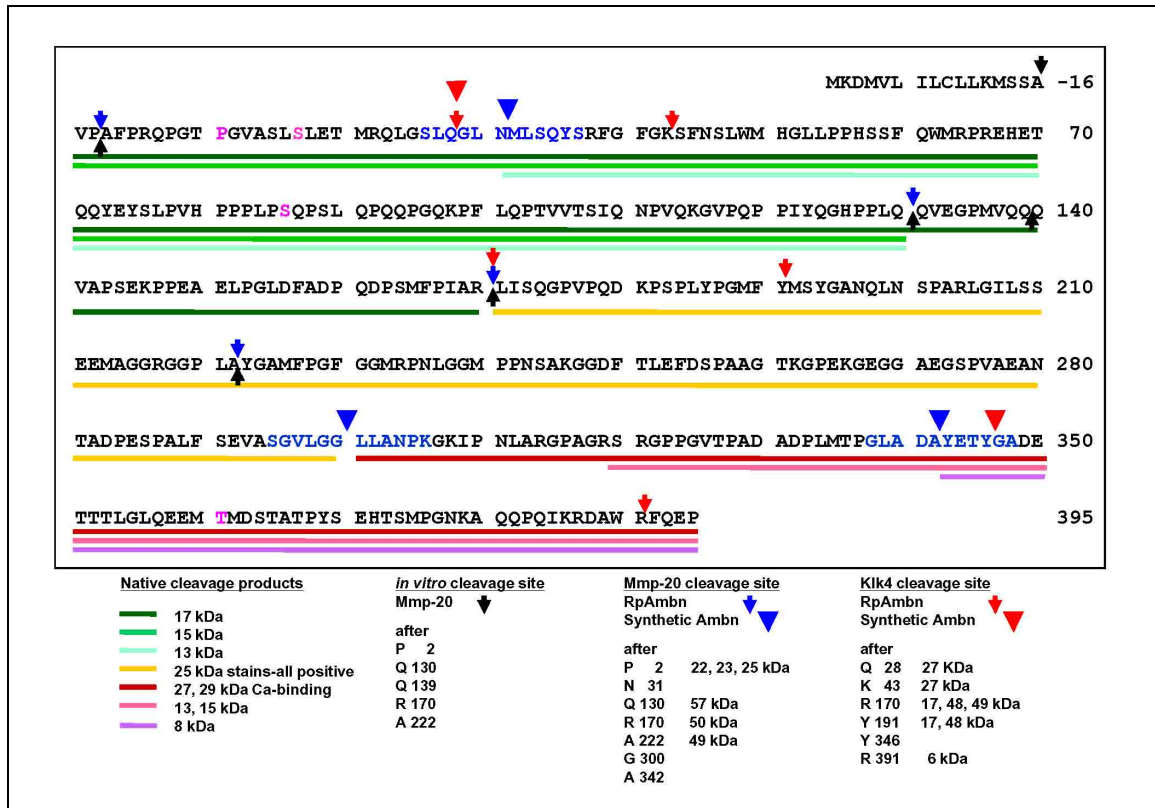 MKDMVL ILCLLKMSSA -16
VPAFPRQPGT PGVASLSLET MRQLGSLQGL NMLSQYSRFG FGKSFNSLWM HGLLPPHSSF QWMRPREHET 70
QQYEYSLPVH PPPLPSQPSL QPQQPGQKPF LQPTVVTSIQ NPVQKGVPQP PIYQGHPPLQ QVEGPMVQQQ 140
VAPSEKPPEA ELPGLDFADP QDPSMFPIAR LISQGPVPQD KPSPLYPGMF YMSYGANQLN SPARLGILSS 210
EEMAGGRGGP LAYGAMFPGF GGMRPNLGGM PPNSAKGGDF TLEFDSPAAG TKGPEKGEGG AEGSPVAEAN 280
TADPESPALF SEVASGVLGG LLANPKGKIP NLARGPAGRS RGPPGVTPAD ADPLMTPGLA DAYETYGADE 350
TTTLGLQEEM TMDSTATPYS EHTSMPGNKA QQPQIKRDAW RFQEP 395
Native cleavage products
17 kDa
15 kDa
13 kDa
25 kDa stains-all positive
27, 29 kDa Ca-binding
13, 15 kDa
8 kDa
in vitro cleavage site
Mmp-20
after
P 2
Q 130
Q 139
R 170
A 222
Mmp-20 cleavage site
RpAmbn
Synthetic Ambn
after
P 2 22, 23, 25 kDa
N 31
Q 130 57 kDa
R 170 50 kDa
A 222 49 kDa
G 300
A 342
Klk4 cleavage site
RpAmbn
Synthetic Ambn
after
Q 28 27 KDa
K 43 27 kDa
R 170 17, 48, 49 kDa
Y 191 17, 48 kDa
Y 346
R 391 6 kDa